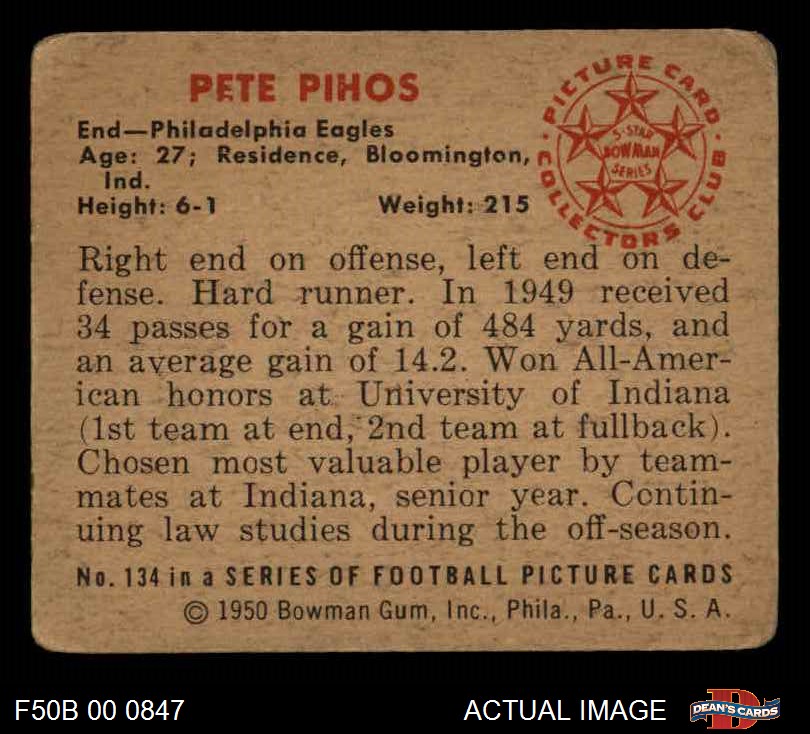 PETE PIHOS
End—Philadelphia Eagles
Age: 27; Residence, Bloomington,
Ind.
Height: 6-1 Weight: 215
PICTURE CARD
COLLECTORS CLUB
5-STAR
BOWMAN
SERIES
Right end on offense, left end on de-
fense. Hard runner. In 1949 received
34 passes for a gain of 484 yards, and
an average gain of 14.2. Won All-Amer-
ican honors at University of Indiana
(1st team at end, 2nd team at fullback).
Chosen most valuable player by team-
mates at Indiana, senior year. Contin-
uing law studies during the off-season.
No. 134 in a SERIES OF FOOTBALL PICTURE CARDS
© 1950 Bowman Gum, Inc., Phila., Pa., U. S. A.
F50B 00 0847 ACTUAL IMAGE
DEAN'S CARDS